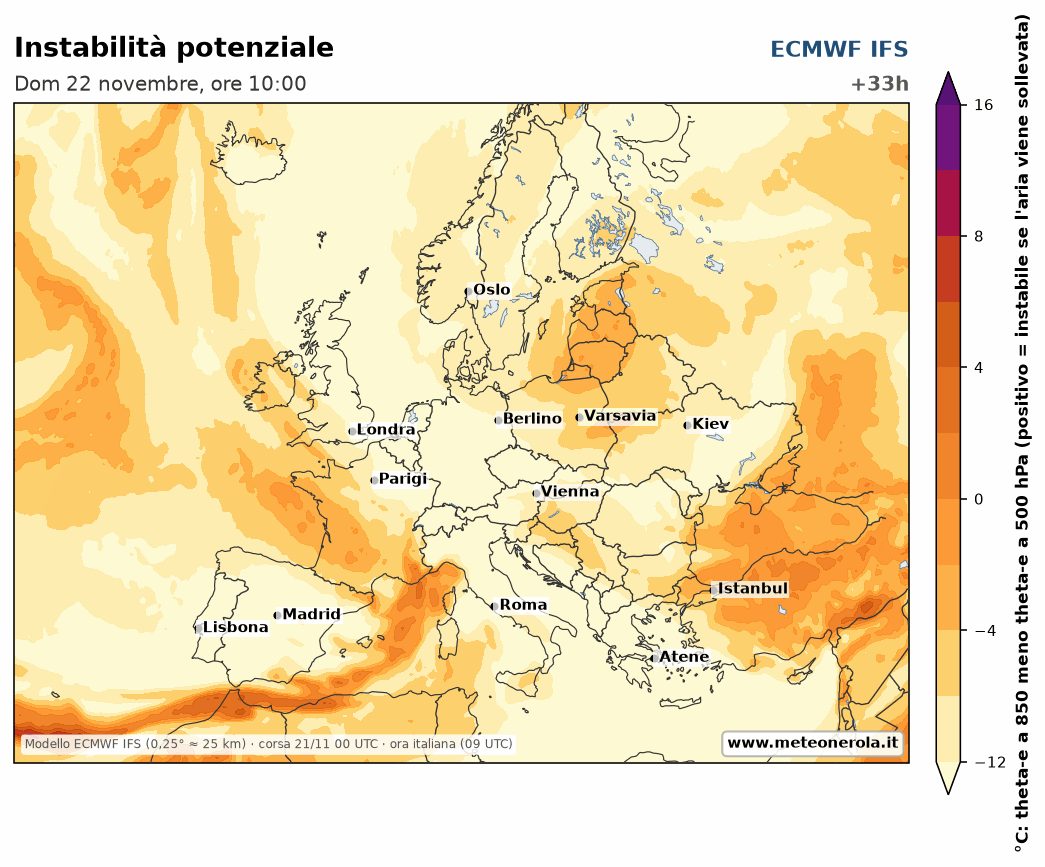 Instabilità potenziale
ECMWF IFS
Dom 22 novembre, ore 10:00
+33h
Oslo
Berlino
Varsavia
Kiev
Londra
Parigi
Vienna
Istanbul
Roma
Madrid
Lisbona
Atene
Modello ECMWF IFS (0,25° ≈ 25 km) · corsa 21/11 00 UTC · ora italiana (09 UTC)
www.meteonerola.it
16
8
4
0
−4
−12
°C: theta-e a 850 meno theta-e a 500 hPa (positivo = instabile se l'aria viene sollevata)